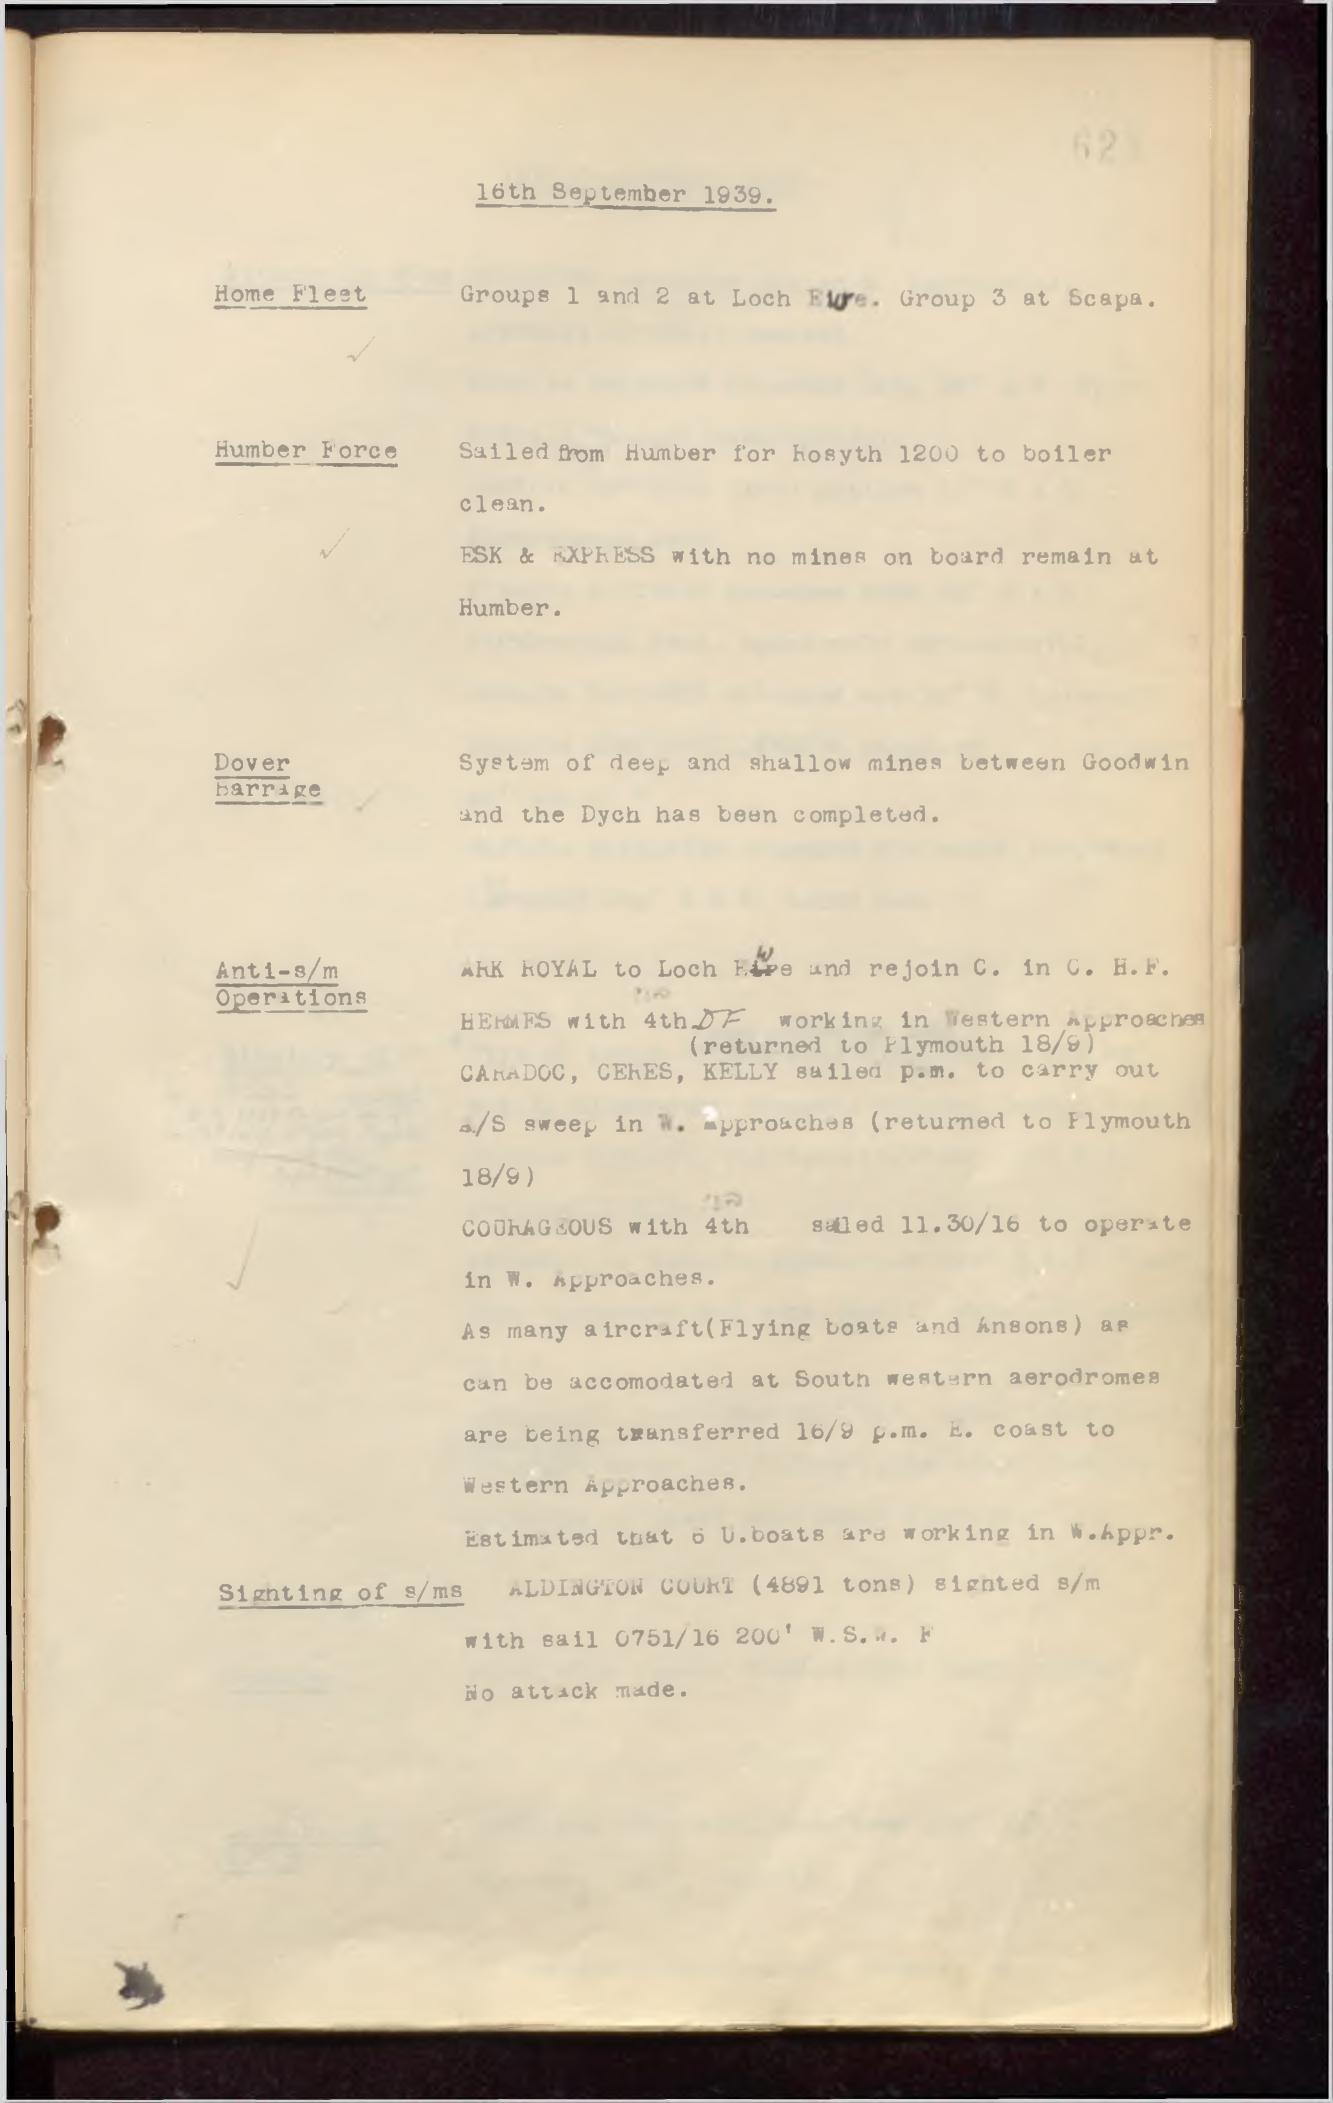 62
16th September 1939.
Home Fleet
Groups 1 and 2 at Loch Ewe. Group 3 at Scapa.
Humber Force
Sailed from Humber for Rosyth 1200 to boiler
clean.
ESK & EXPRESS with no mines on board remain at
Humber.
Dover
Barrage
System of deep and shallow mines between Goodwin
and the Dych has been completed.
Anti-s/m
Operations
ARK ROYAL to Loch Ewe and rejoin C. in C. H.F.
HERMES with 4th DF working in Western Approaches
(returned to Plymouth 18/9)
CARADOC, CERES, KELLY sailed p.m. to carry out
a/S sweep in W. Approaches (returned to Plymouth
18/9)
COURAGEOUS with 4th sailed 11.30/16 to operate
in W. Approaches.
As many aircraft(Flying boats and Ansons) as
can be accomodated at South western aerodromes
are being transferred 16/9 p.m. E. coast to
Western Approaches.
Estimated that 6 U.boats are working in W.Appr.
Sighting of s/ms ALDINGTON COURT (4891 tons) sighted s/m
with sail 0751/16 200' W.S.W. F
No attack made.